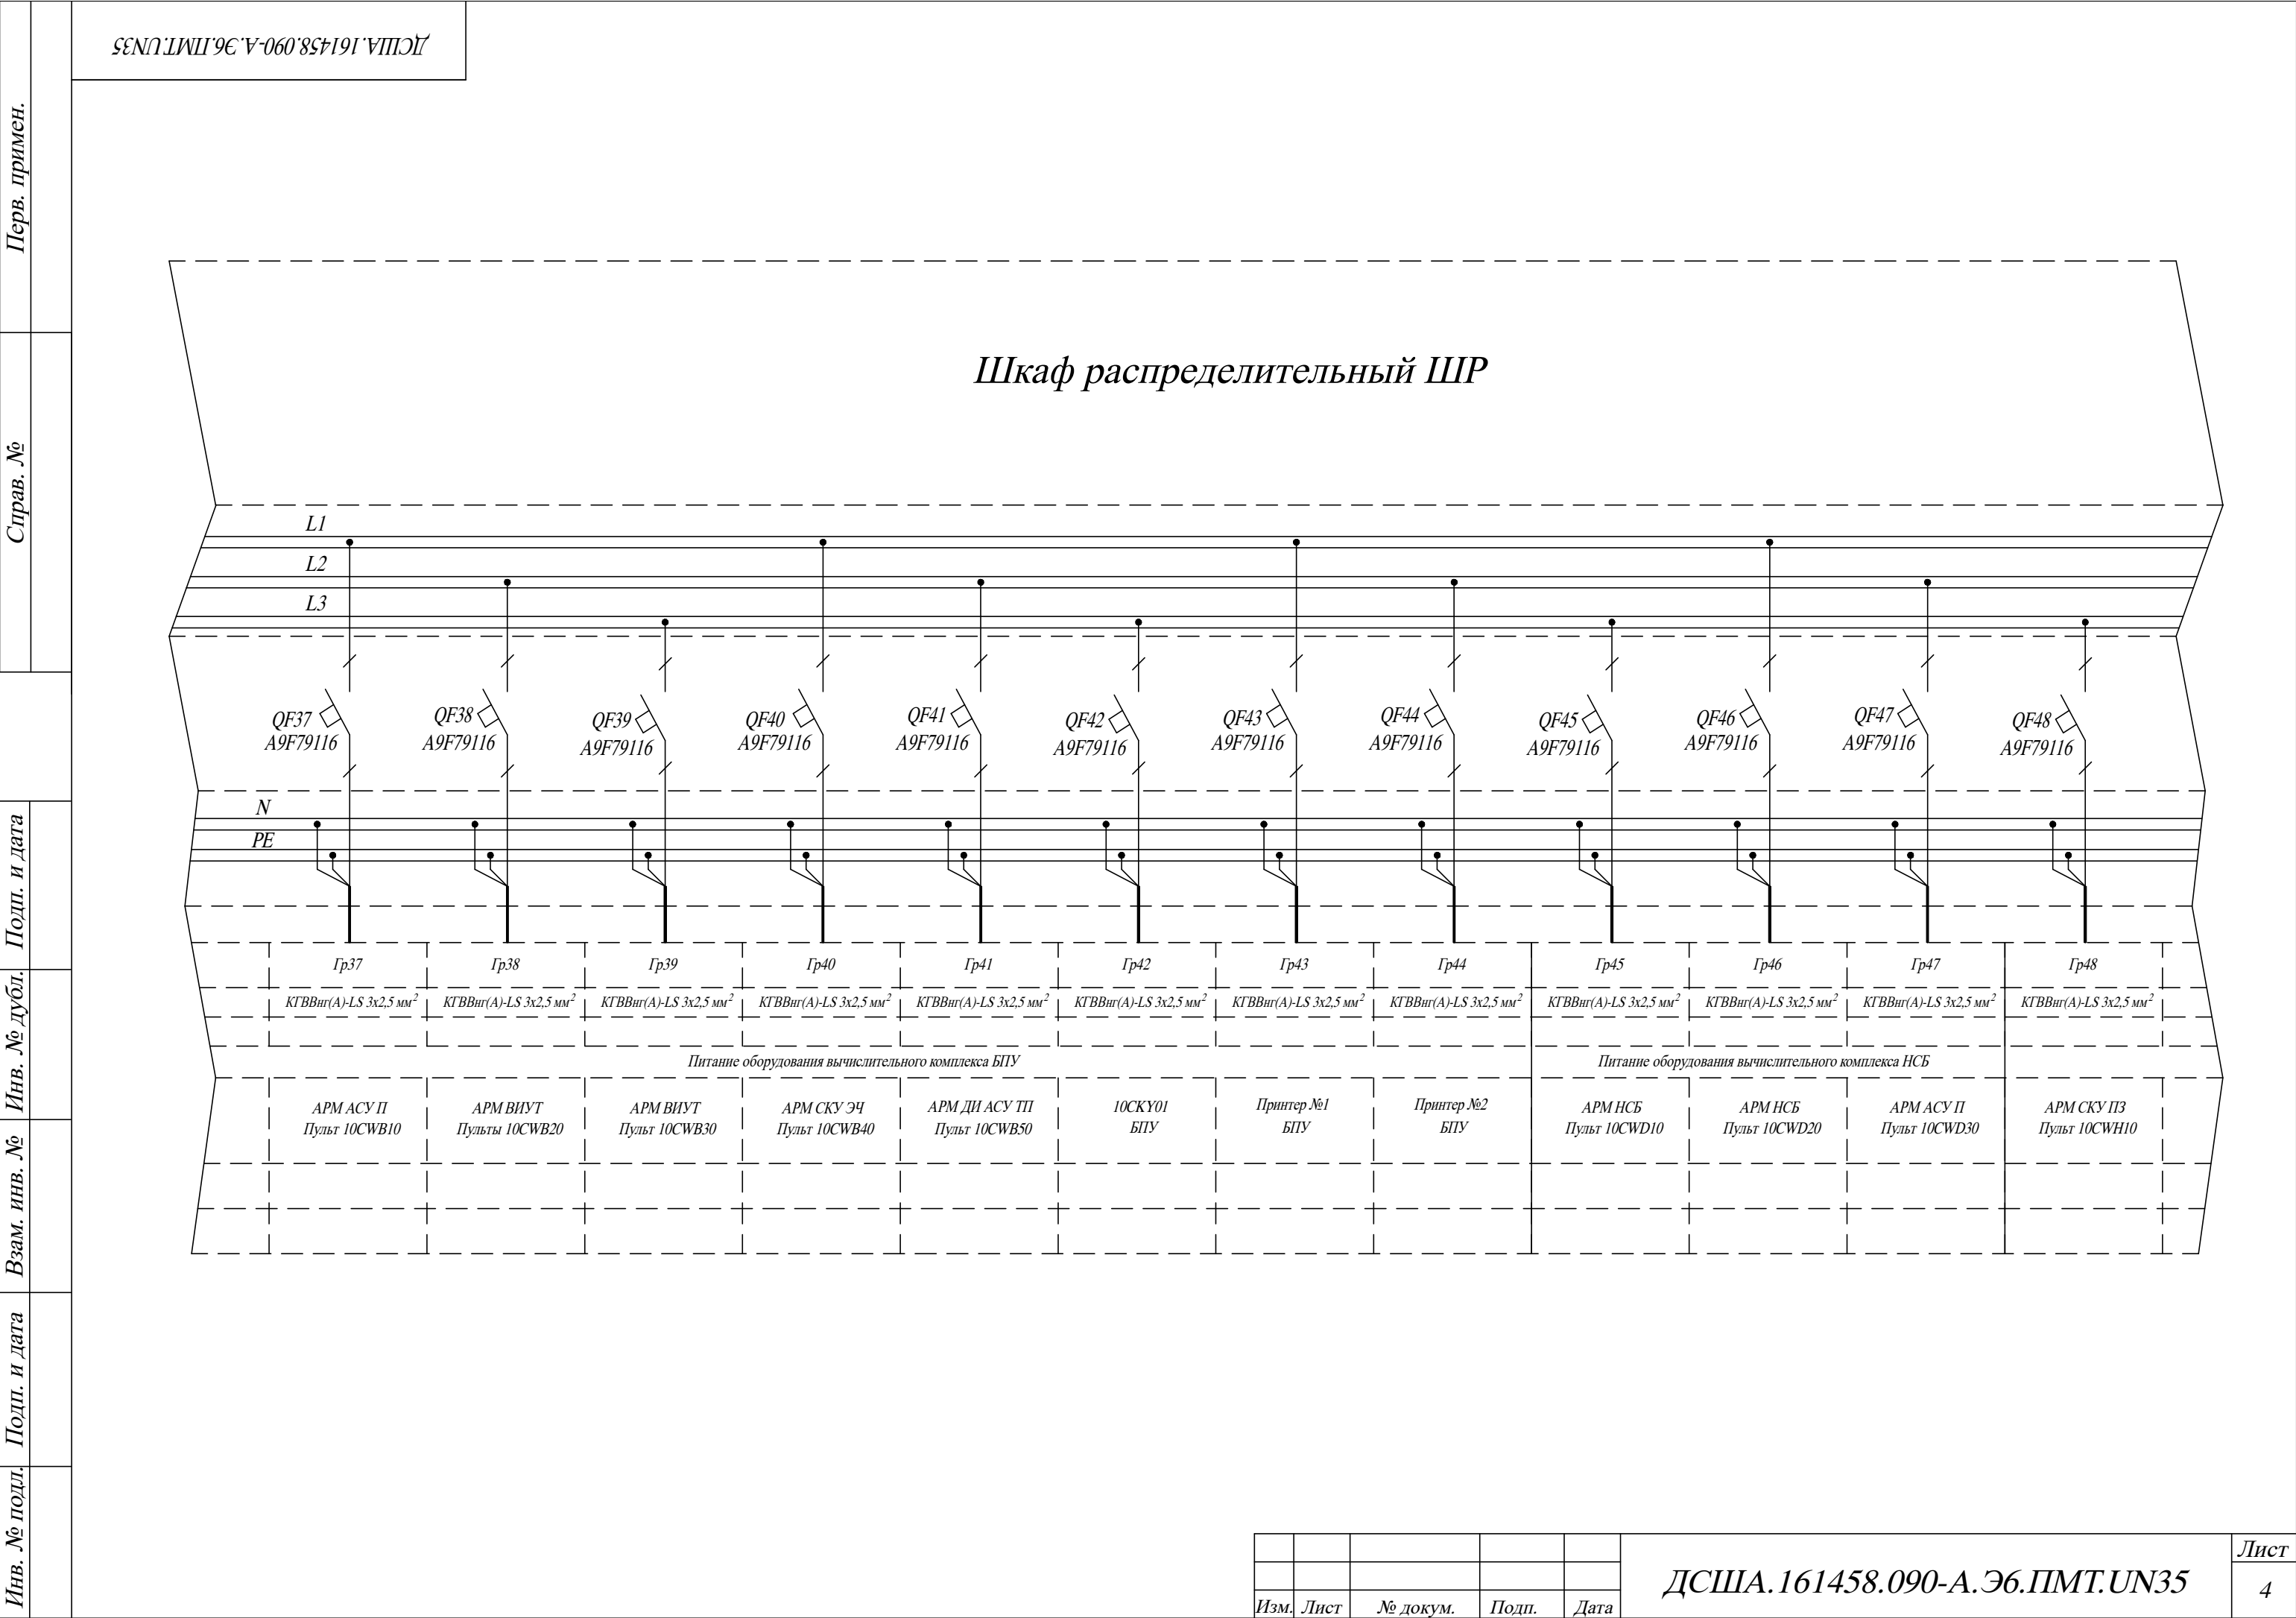 ДСША.161458.090-А.Э6.ПМТ.UN35
Перв. примен.
Справ. №
Подп. и дата
Инв. № дубл.
Взам. инв. №
Подп. и дата
Инв. № подл.
Шкаф распределительный ШР
L1
L2
L3
QF37 QF38 QF39 QF40 QF41 QF42 QF43 QF44 QF45 QF46 QF47 QF48
A9F79116 A9F79116 A9F79116 A9F79116 A9F79116 A9F79116 A9F79116 A9F79116 A9F79116 A9F79116 A9F79116 A9F79116
N
PE
Гр37 Гр38 Гр39 Гр40 Гр41 Гр42 Гр43 Гр44 Гр45 Гр46 Гр47 Гр48
КГВВнг(А)-LS 3х2,5 мм² КГВВнг(А)-LS 3х2,5 мм² КГВВнг(А)-LS 3х2,5 мм² КГВВнг(А)-LS 3х2,5 мм² КГВВнг(А)-LS 3х2,5 мм² КГВВнг(А)-LS 3х2,5 мм² КГВВнг(А)-LS 3х2,5 мм² КГВВнг(А)-LS 3х2,5 мм² КГВВнг(А)-LS 3х2,5 мм² КГВВнг(А)-LS 3х2,5 мм² КГВВнг(А)-LS 3х2,5 мм² КГВВнг(А)-LS 3х2,5 мм²
Питание оборудования вычислительного комплекса БПУ Питание оборудования вычислительного комплекса НСБ
АРМ АСУ П
Пульт 10CWB10
АРМ ВИУТ
Пульты 10CWB20
АРМ ВИУТ
Пульт 10CWB30
АРМ СКУ ЭЧ
Пульт 10CWB40
АРМ ДИ АСУ ТП
Пульт 10CWB50
10CKY01
БПУ
Принтер №1
БПУ
Принтер №2
БПУ
АРМ НСБ
Пульт 10CWD10
АРМ НСБ
Пульт 10CWD20
АРМ АСУ П
Пульт 10CWD30
АРМ СКУ ПЗ
Пульт 10CWH10
Изм. Лист № докум. Подп. Дата
ДСША.161458.090-А.Э6.ПМТ.UN35
Лист
4